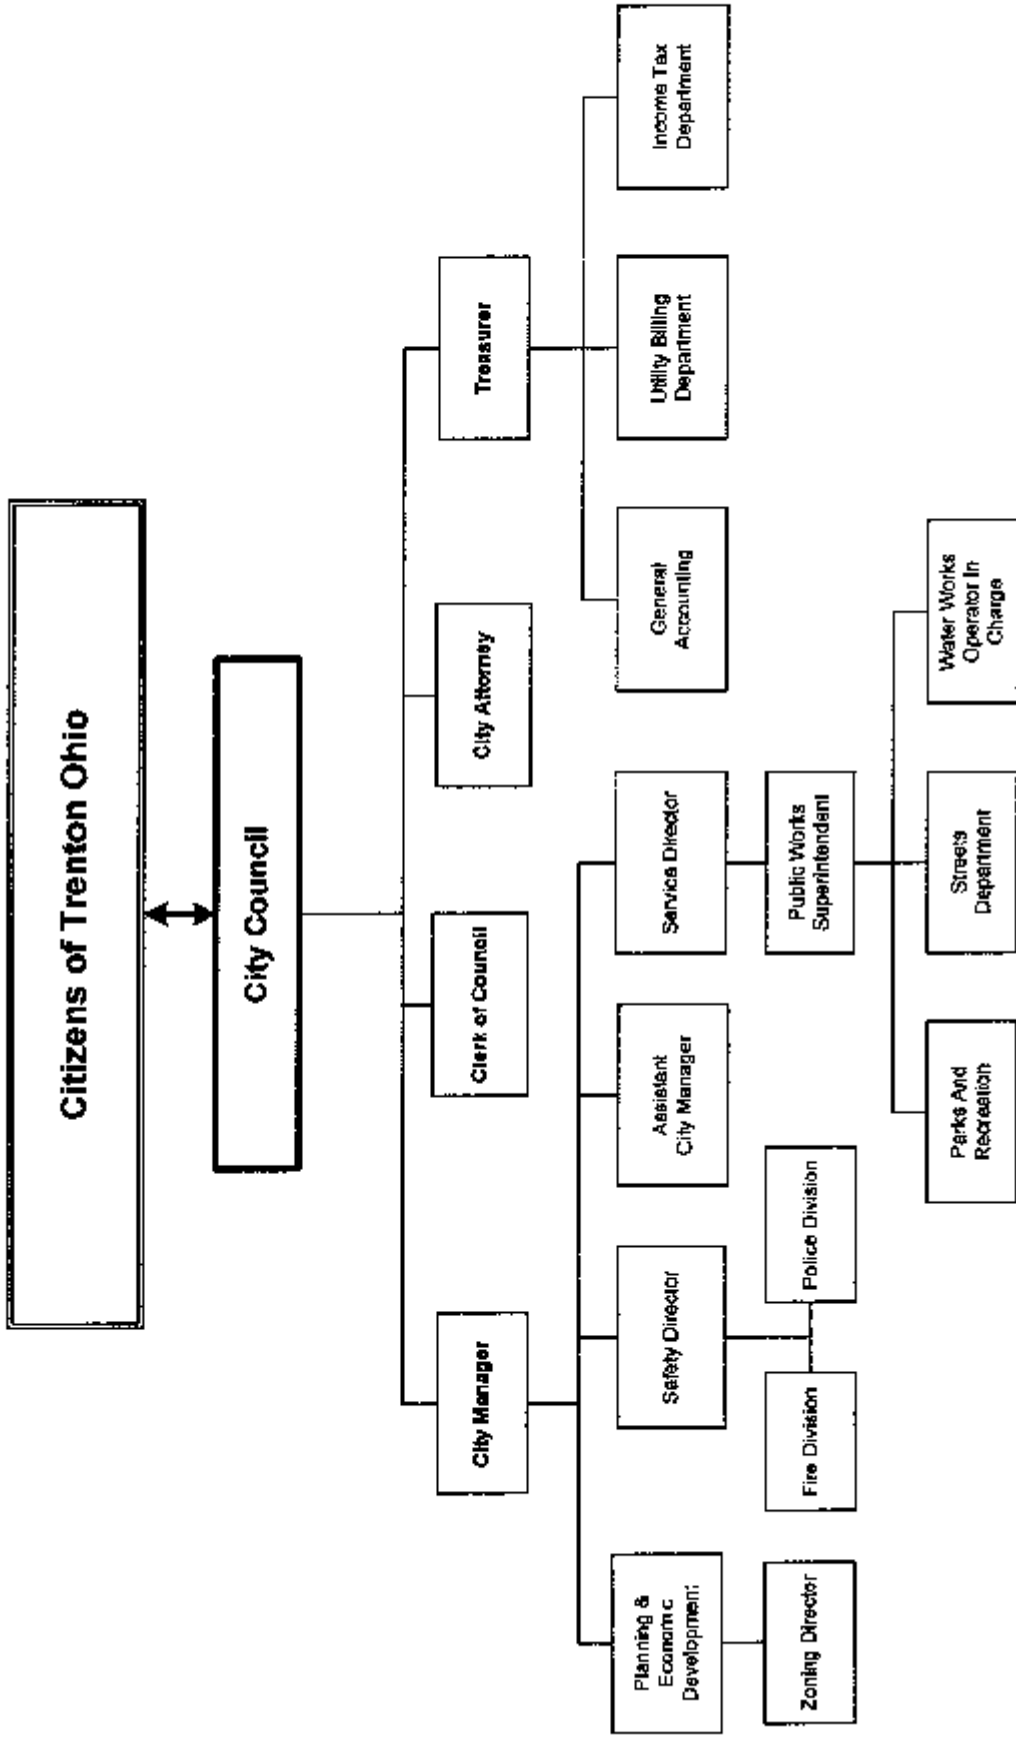 Citizens of Trenton Ohio
City Council
City Manager
Clerk of Council
City Attorney
Treasurer
Planning &
Economic
Development
Safety Director
Assistant
City Manager
Service Director
General
Accounting
Utility Billing
Department
Income Tax
Department
Zoning Director
Fire Division
Police Division
Public Works
Superintendent
Parks And
Recreation
Streets
Department
Water Works
Operator In
Charge